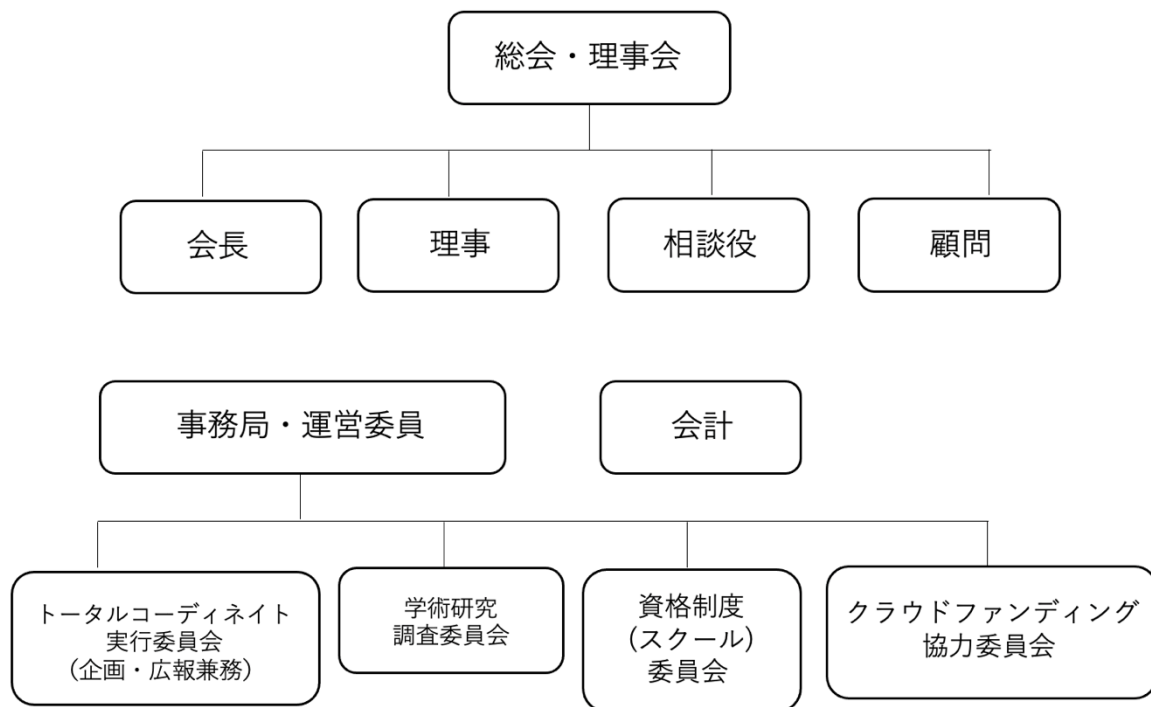 総会・理事会
会長
理事
相談役
顧問
事務局・運営委員
会計
トータルコーディネイト
実行委員会
(企画・広報兼務)
学術研究
調査委員会
資格制度
(スクール)
委員会
クラウドファンディング
協力委員会